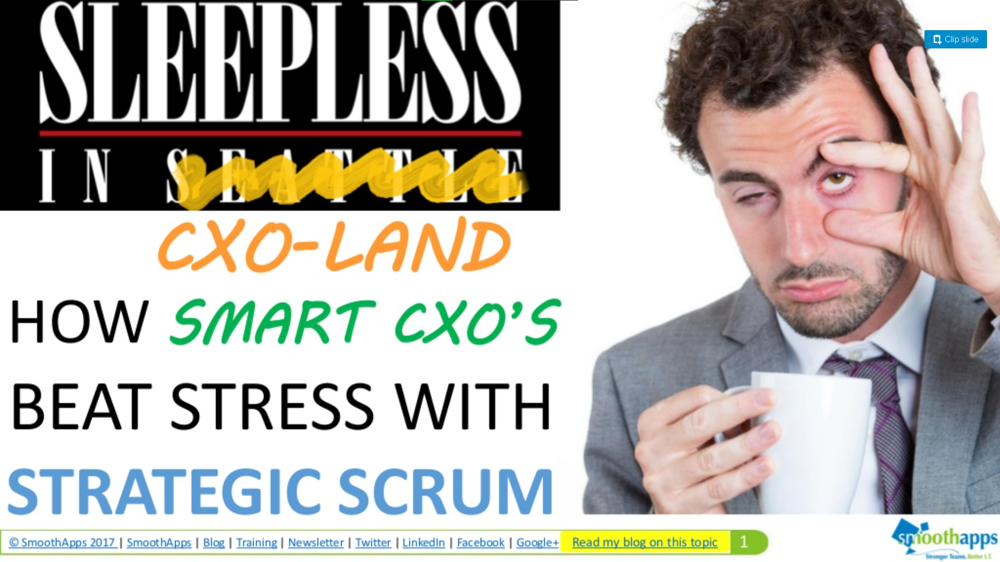 SLEEPLESS
IN SEATTLE
CXO-LAND
HOW SMART CXO'S
BEAT STRESS WITH
STRATEGIC SCRUM
Clip slide
© SmoothApps 2017 | SmoothApps | Blog | Training | Newsletter | Twitter | LinkedIn | Facebook | Google+ Read my blog on this topic 1
smoothapps
Stronger Teams. Better I.T.